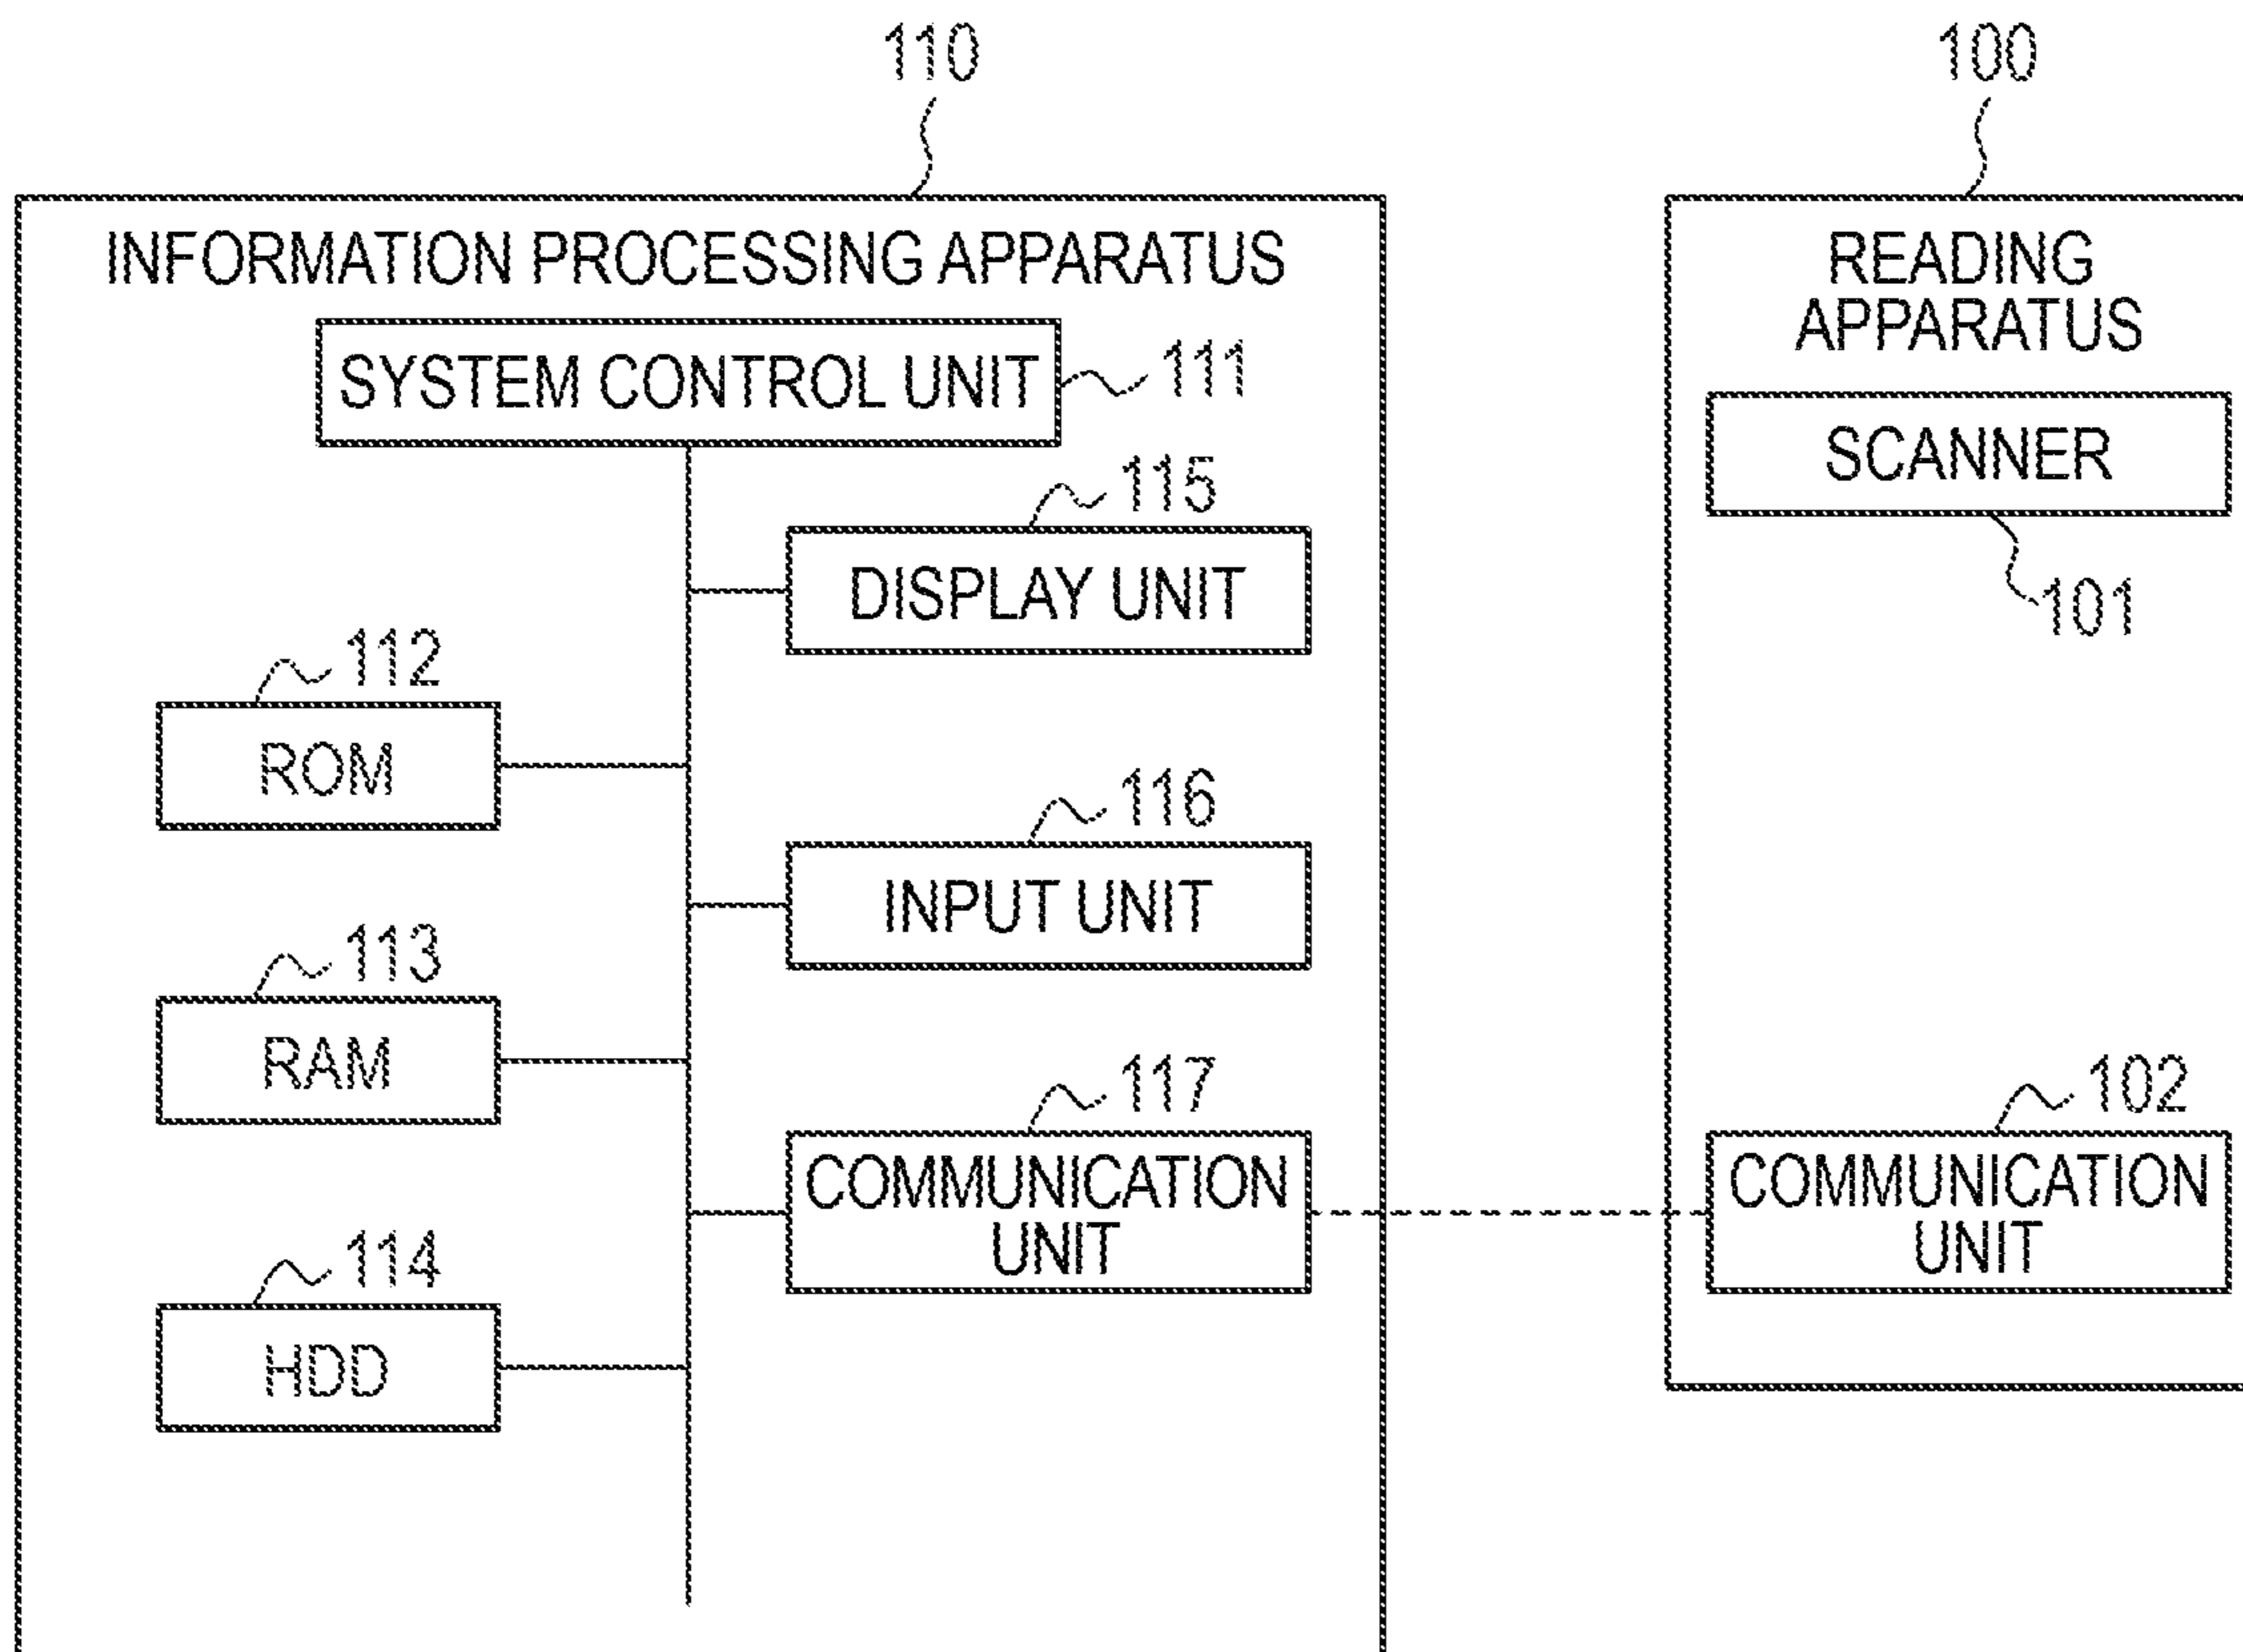 110
100
INFORMATION PROCESSING APPARATUS
SYSTEM CONTROL UNIT
111
115
DISPLAY UNIT
112
ROM
116
INPUT UNIT
113
RAM
117
COMMUNICATION
UNIT
114
HDD
READING
APPARATUS
SCANNER
101
102
COMMUNICATION
UNIT